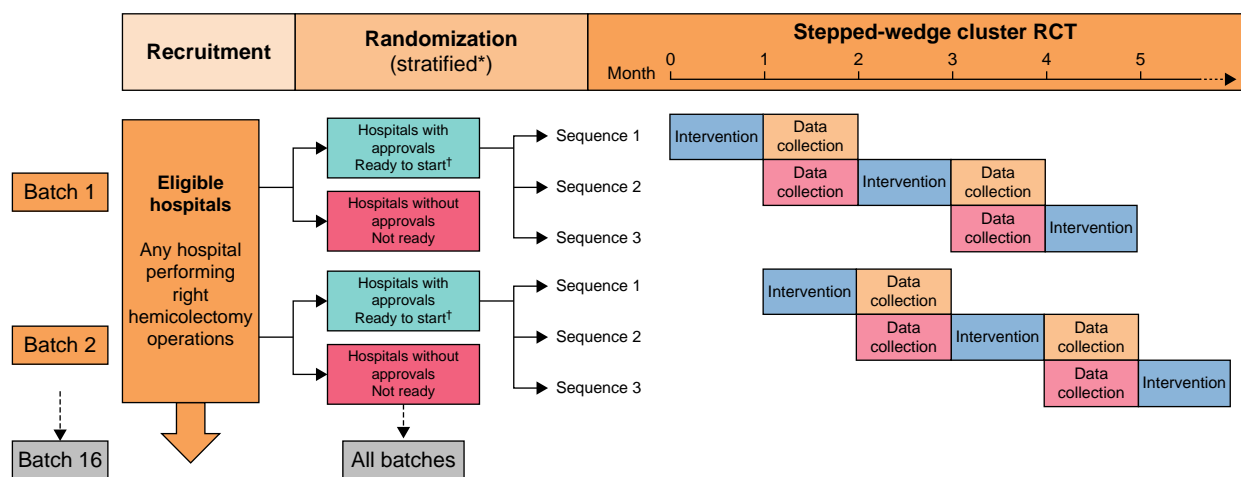 Recruitment
Randomization
(stratified*)
Stepped-wedge cluster RCT
Month
0 1 2 3 4 5
Batch 1
Batch 2
Batch 16
Eligible
hospitals
Any hospital
performing
right
hemicolectomy
operations
Hospitals with
approvals
Ready to start†
Hospitals without
approvals
Not ready
Sequence 1
Sequence 2
Sequence 3
Intervention
Data
collection
Data
collection
Intervention
Data
collection
Data
collection
Intervention
Hospitals with
approvals
Ready to start†
Hospitals without
approvals
Not ready
Sequence 1
Sequence 2
Sequence 3
Intervention
Data
collection
Data
collection
Intervention
Data
collection
Data
collection
Intervention
All batches